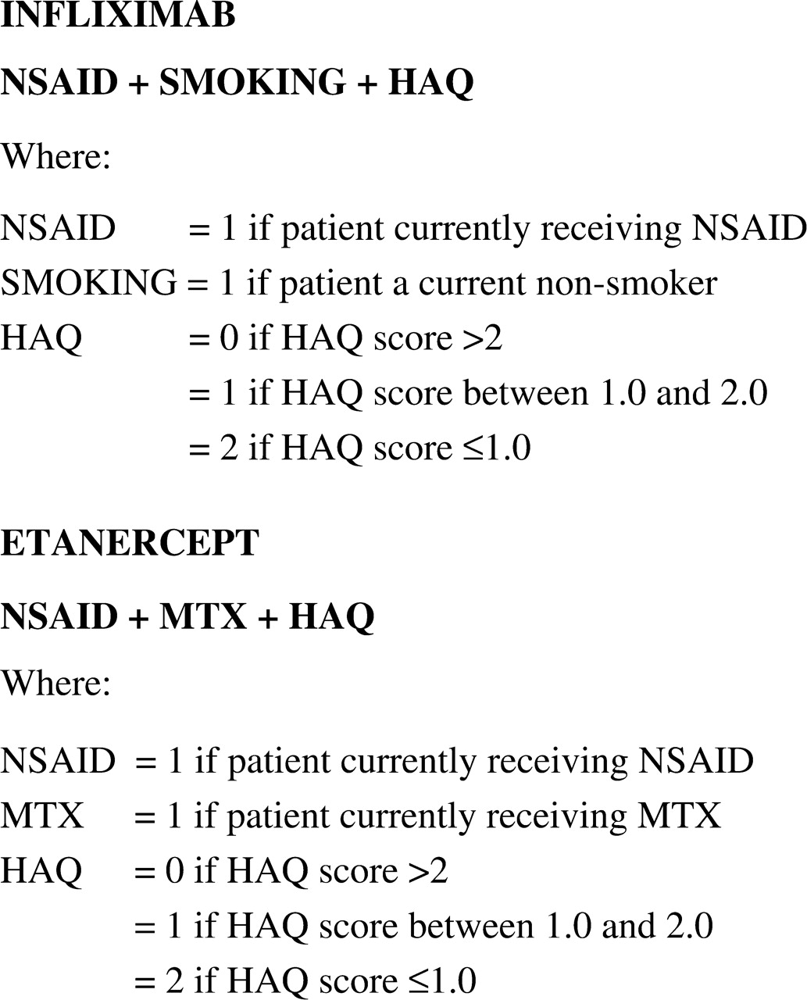 INFLIXIMAB
NSAID + SMOKING + HAQ
Where:
NSAID = 1 if patient currently receiving NSAID
SMOKING = 1 if patient a current non-smoker
HAQ = 0 if HAQ score >2
= 1 if HAQ score between 1.0 and 2.0
= 2 if HAQ score ≤1.0
ETANERCEPT
NSAID + MTX + HAQ
Where:
NSAID = 1 if patient currently receiving NSAID
MTX = 1 if patient currently receiving MTX
HAQ = 0 if HAQ score >2
= 1 if HAQ score between 1.0 and 2.0
= 2 if HAQ score ≤1.0